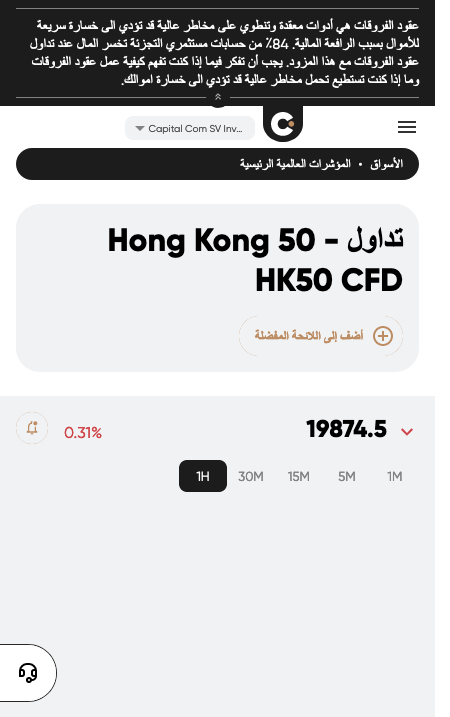 عقود الفروقات هي أدوات معقدة وتنطوي على مخاطر عالية قد تؤدي الى خسارة سريعة
للأموال بسبب الرافعة المالية. 84٪ من حسابات مستثمري التجزئة تخسر المال عند تداول
عقود الفروقات مع هذا المزود. يجب أن تفكر فيما إذا كنت تفهم كيفية عمل عقود الفروقات
وما إذا كنت تستطيع تحمل مخاطر عالية قد تؤدي الى خسارة اموالك.
Capital Com SV Inv...
الأسواق • المؤشرات العالمية الرئيسية
تداول Hong Kong 50 -
HK50 CFD
أضف إلى اللائحة المفضلة
19874.5 0.31%
1M 5M 15M 30M 1H